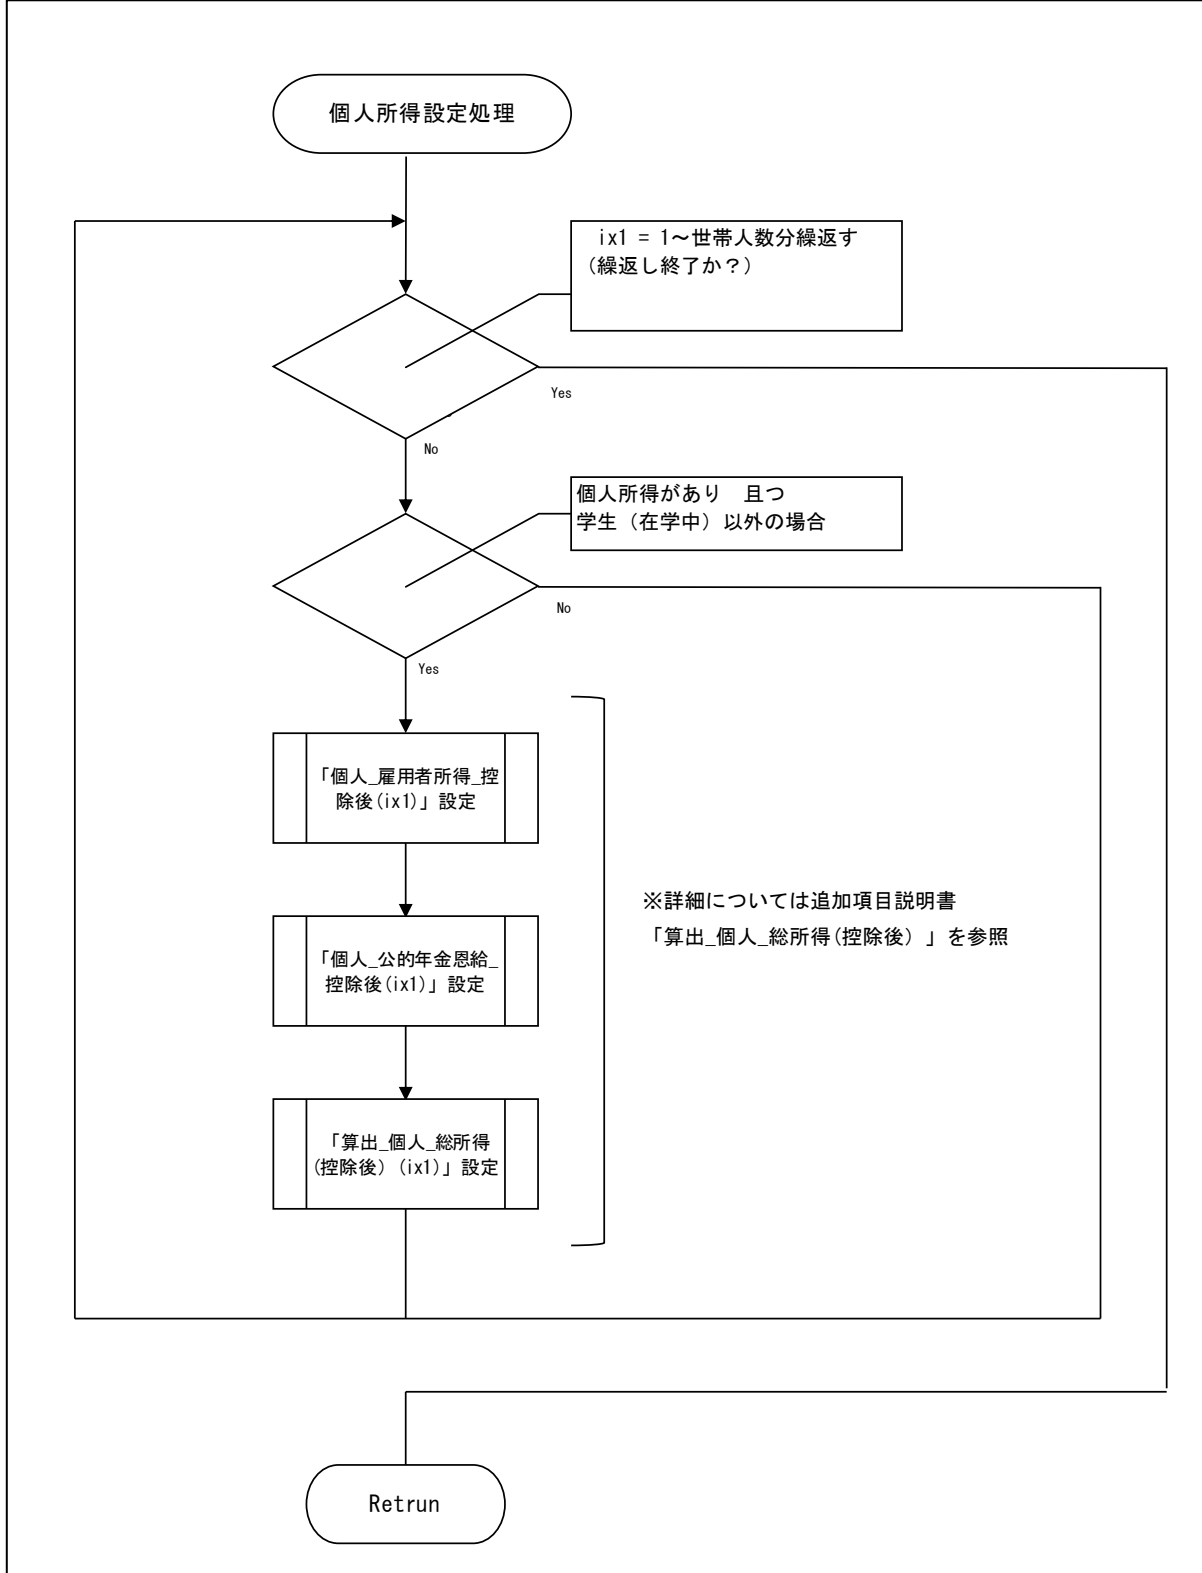 個人所得設定処理
ix1 = 1～世帯人数分繰返す
(繰返し終了か？)
Yes
No
個人所得があり　且つ
学生（在学中）以外の場合
No
Yes
「個人_雇用者所得_控
除後(ix1)」設定
※詳細については追加項目説明書
「算出_個人_総所得(控除後)」を参照
「個人_公的年金恩給_
控除後(ix1)」設定
「算出_個人_総所得
(控除後)(ix1)」設定
Retrun